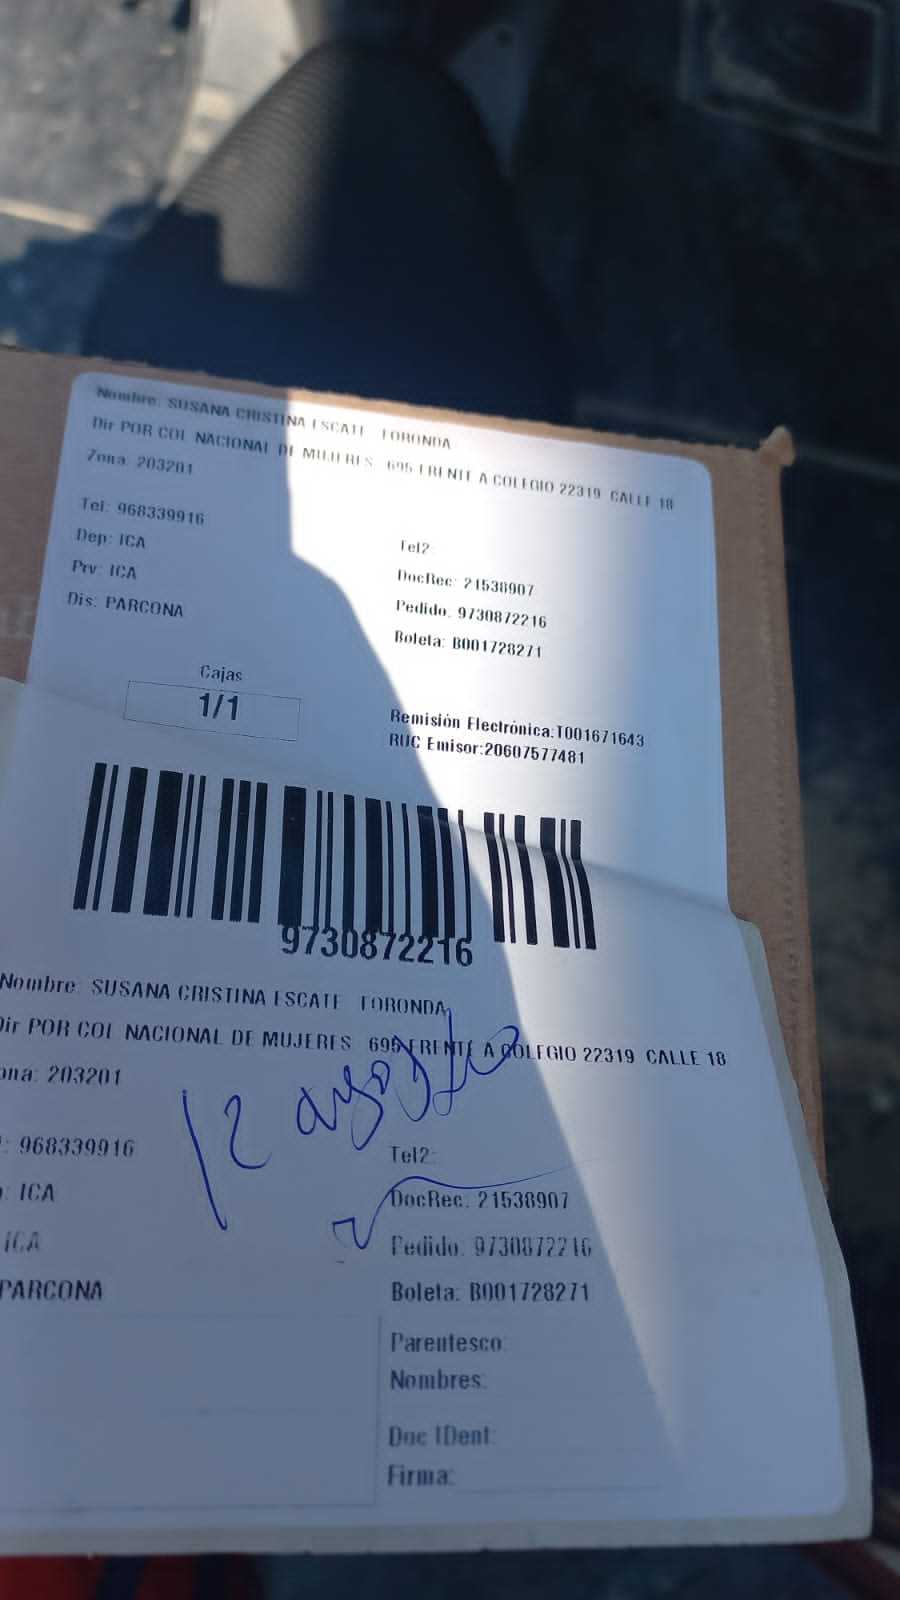 Nombre: SUSANA CRISTINA ESCATE TORONDA
Dir POR COL NACIONAL DE MUJERES 695 FRENTE A COLEGIO 22319 CALLE 18
Zona: 203201
Tel: 968339916
Tel2:
Dep: ICA
DocRec: 21538907
Prv: ICA
Pedido: 9730872216
Dis: PARCONA
Boleta: B001728271
Cajas
1/1
Remisión Electrónica:T001671643
RUC Emisor:20607577481
9730872216
Nombre: SUSANA CRISTINA ESCATE TORONDA
Dir POR COL NACIONAL DE MUJERES 695 FRENTE A COLEGIO 22319 CALLE 18
ona: 203201
12 agosto
: 968339916
Tel2:
: ICA
DocRec: 21538907
ICA
Pedido: 9730872216
PARCONA
Boleta: B001728271
Parentesco:
Nombres:
Doc IDent:
Firma: